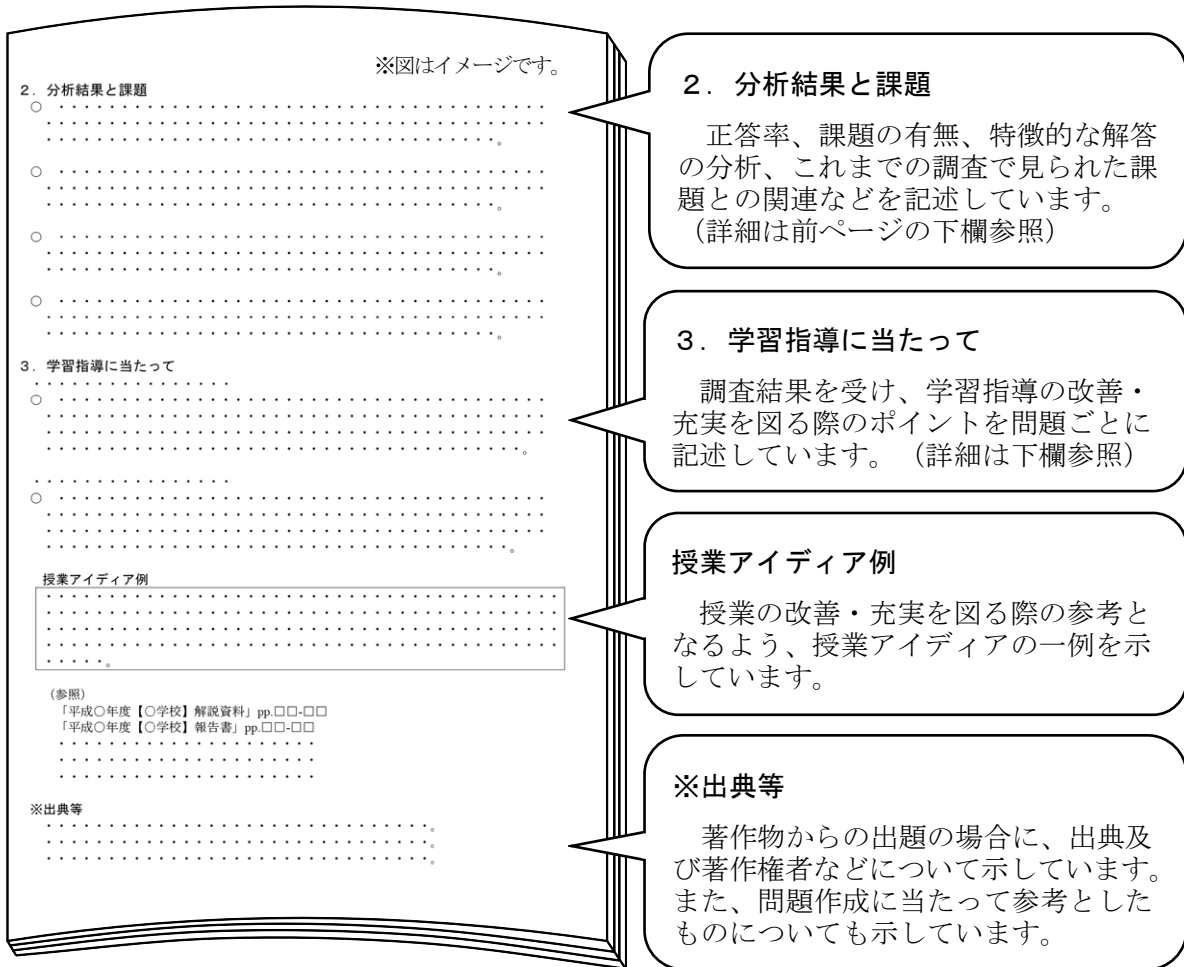 ※図はイメージです。
2．分析結果と課題
○ ・・・・・・・・・・・・・・・・・・・・・・・・・・・・・・・・・・・・・・
・・・・・・・・・・・・・・・・・・・・・・・・・・・・・・・・・・・・・・・
・・・・・・・・・・・・・・・・・・・・・・・・・・・・・・・・・・・。
○ ・・・・・・・・・・・・・・・・・・・・・・・・・・・・・・・・・・・・・・
・・・・・・・・・・・・・・・・・・・・・・・・・・・・・・・・・・・・・・・
・・・・・・・・・・・・・・・・・・・・・・・・・・・・・・・・・・・。
○ ・・・・・・・・・・・・・・・・・・・・・・・・・・・・・・・・・・・・・・
・・・・・・・・・・・・・・・・・・・・・・・・・・・・・・・・・・・・・・・
・・・・・・・・・・・・・・・・・・・・・・・・・・・・・・・・・・・。
○ ・・・・・・・・・・・・・・・・・・・・・・・・・・・・・・・・・・・・・・
・・・・・・・・・・・・・・・・・・・・・・・・・・・・・・・・・・・・・・・
・・・・・・・・・・・・・・・・・・・・・・・・・・・・・・・・・・・。
3．学習指導に当たって
・・・・・・・・・・・・・・・・
○ ・・・・・・・・・・・・・・・・・・・・・・・・・・・・・・・・・・・・・・
・・・・・・・・・・・・・・・・・・・・・・・・・・・・・・・・・・・・・・・
・・・・・・・・・・・・・・・・・・・・・・・・・・・・・・・・・・・・・・・
・・・・・・・・・・・・・・・・・・・・・・・・・・・・・・・・・・・・・。
・・・・・・・・・・・・・・・・
○ ・・・・・・・・・・・・・・・・・・・・・・・・・・・・・・・・・・・・・・
・・・・・・・・・・・・・・・・・・・・・・・・・・・・・・・・・・・・・・・
・・・・・・・・・・・・・・・・・・・・・・・・・・・・・・・・・・・・・・・
・・・・・・・・・・・・・・・・・・・・・・・・・・・・・・・・・・・・。
授業アイディア例
・・・・・・・・・・・・・・・・・・・・・・・・・・・・・・・・・・・・・・・・
・・・・・・・・・・・・・・・・・・・・・・・・・・・・・・・・・・・・・・・・
・・・・・・・・・・・・・・・・・・・・・・・・・・・・・・・・・・・・・・・・
・・・・・・・・・・・・・・・・・・・・・・・・・・・・・・・・・・・・・・・・
・・・・・。
（参照）
「平成○年度【○学校】解説資料」pp.□□-□□
「平成○年度【○学校】報告書」pp.□□-□□
・・・・・・・・・・・・・・・・・・・・・
・・・・・・・・・・・・・・・・・・・・・
・・・・・・・・・・・・・・・・・・・・・
※出典等
・・・・・・・・・・・・・・・・・・・・・・・・・・・・・・・。
・・・・・・・・・・・・・・・・・・・・・・・・・・・・・・・。
・・・・・・・・・・・・・・・・・・・・・・・・・・・・・・・。
２．分析結果と課題
正答率、課題の有無、特徴的な解答
の分析、これまでの調査で見られた課
題との関連などを記述しています。
（詳細は前ページの下欄参照）
３．学習指導に当たって
調査結果を受け、学習指導の改善・
充実を図る際のポイントを問題ごとに
記述しています。（詳細は下欄参照）
授業アイディア例
授業の改善・充実を図る際の参考と
なるよう、授業アイディアの一例を示
しています。
※出典等
著作物からの出題の場合に、出典及
び著作権者などについて示しています。
また、問題作成に当たって参考とした
ものについても示しています。